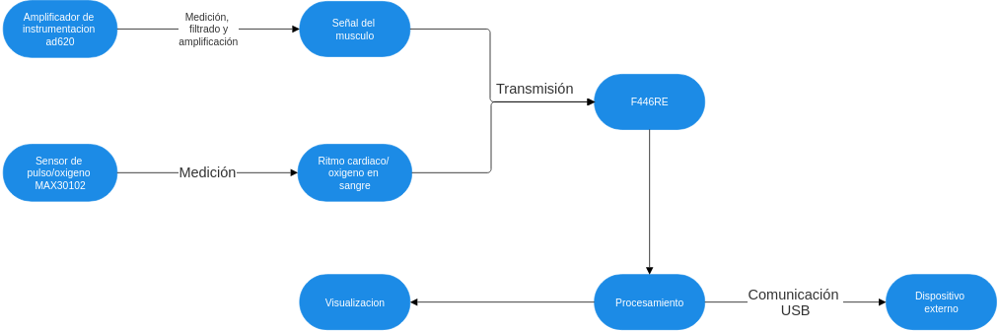 Amplificador de
instrumentacion
ad620
Medición,
filtrado y
amplificación
Señal del
musculo
Transmisión
F446RE
Sensor de
pulso/oxigeno
MAX30102
Medición
Ritmo cardiaco/
oxigeno en
sangre
Visualizacion
Procesamiento
Comunicación
USB
Dispositivo
externo